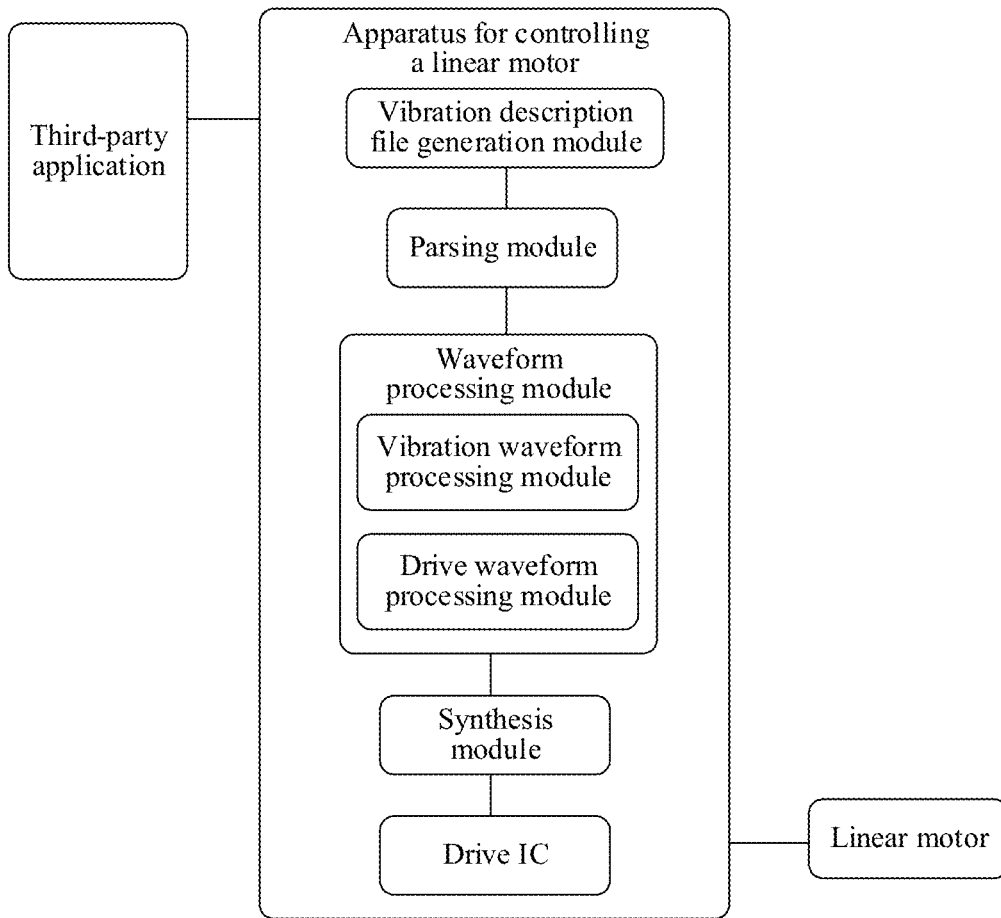 Third-party
application
Apparatus for controlling
a linear motor
Vibration description
file generation module
Parsing module
Waveform
processing module
Vibration waveform
processing module
Drive waveform
processing module
Synthesis
module
Drive IC
Linear motor